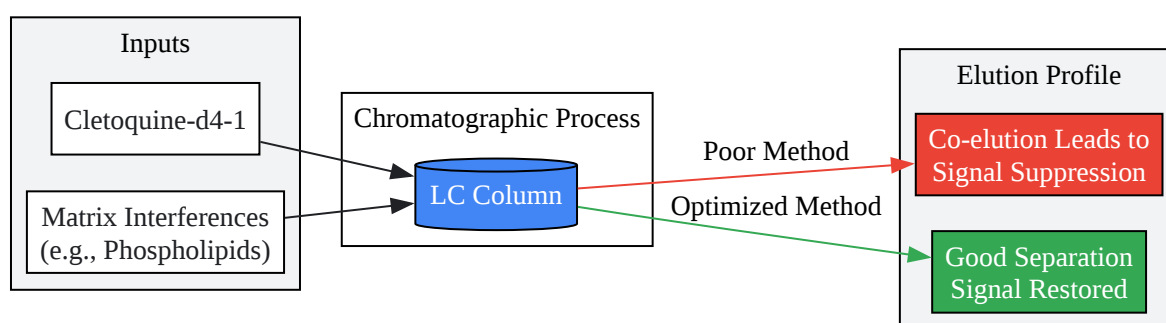 Inputs
Cletoquine-d4-1
Matrix Interferences
(e.g., Phospholipids)
Chromatographic Process
LC Column
Poor Method
Optimized Method
Elution Profile
Co-elution Leads to
Signal Suppression
Good Separation
Signal Restored